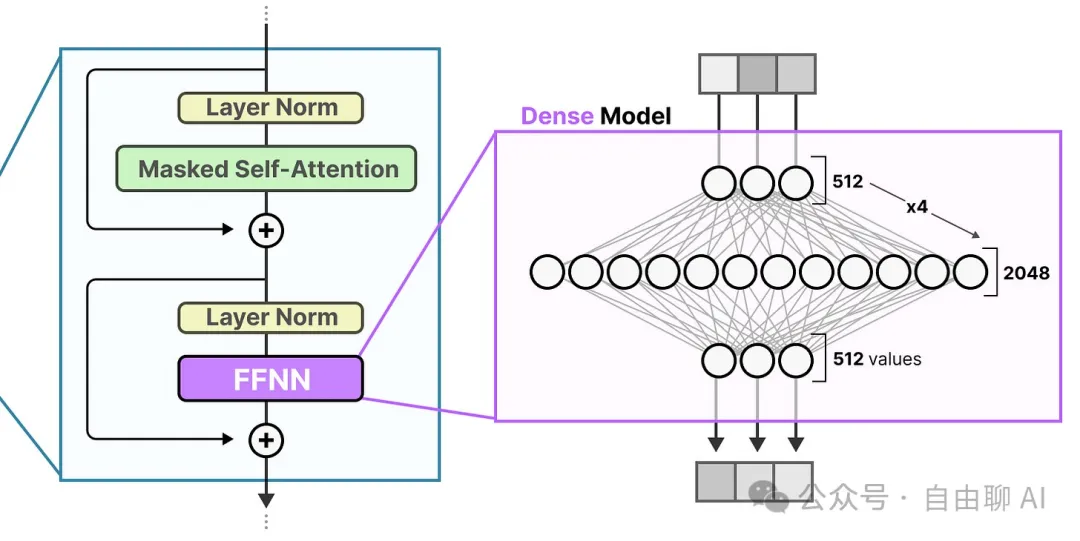 Layer Norm
Masked Self-Attention
+
Layer Norm
FFNN
+
Dense Model
512
x4
2048
512 values
公众号 · 自由聊 AI